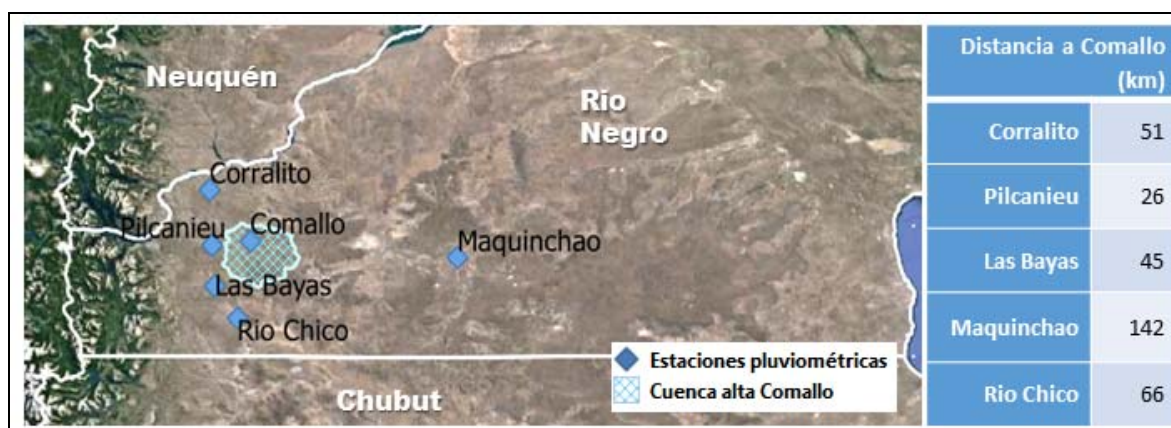 Neuquén
Río
Negro
Corralito
Pilcanieu
Comallo
Maquinchao
Las Bayas
Rio Chico
Estaciones pluviométricas
Cuenca alta Comallo
Chubut
Distancia a Comallo
(km)
Corralito 51
Pilcanieu 26
Las Bayas 45
Maquinchao 142
Rio Chico 66